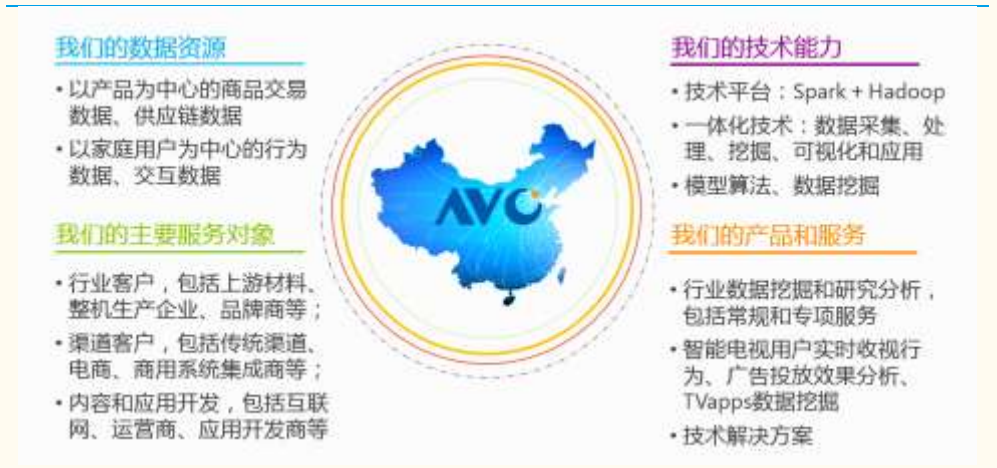 我们的数据资源
•以产品为中心的商品交易
数据、供应链数据
•以家庭用户为中心的行为
数据、交互数据
我们的主要服务对象
•行业客户，包括上游材料、
整机生产企业、品牌商等；
•渠道客户，包括传统渠道、
电商、商用系统集成商等；
•内容和应用开发，包括互联
网、运营商、应用开发商等
AVC
我们的技术能力
•技术平台：Spark + Hadoop
•一体化技术：数据采集、处
理、挖掘、可视化和应用
•模型算法、数据挖掘
我们的产品和服务
•行业数据挖掘和研究分析，
包括常规和专项服务
•智能电视用户实时收视行
为、广告投放效果分析、
TVapps数据挖掘
•技术解决方案